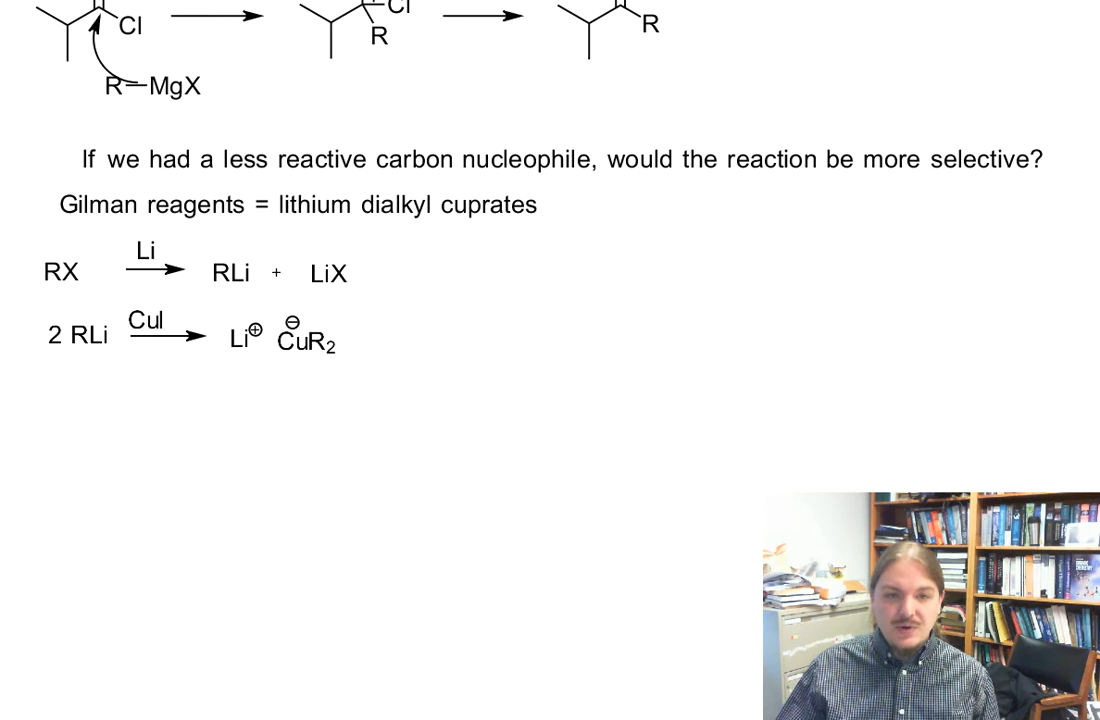 Cl Cl
R R
R—MgX
If we had a less reactive carbon nucleophile, would the reaction be more selective?
Gilman reagents = lithium dialkyl cuprates
Li
RX RLi + LiX
CuI
2 RLi Li⊕ ⊖CuR₂